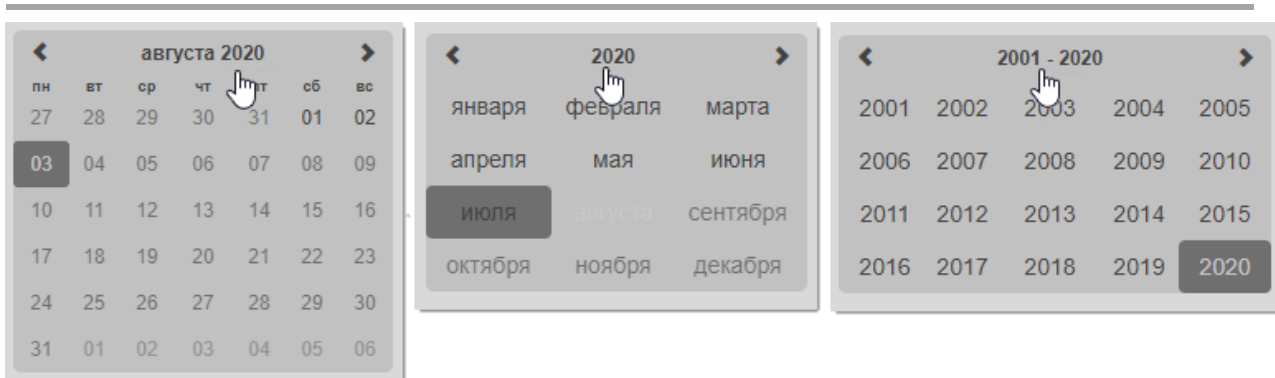 августа 2020
пн вт ср чт пт сб вс
27 28 29 30 31 01 02
03 04 05 06 07 08 09
10 11 12 13 14 15 16
17 18 19 20 21 22 23
24 25 26 27 28 29 30
31 01 02 03 04 05 06
2020
января февраля марта
апреля мая июня
июля августа сентября
октября ноября декабря
2001 - 2020
2001 2002 2003 2004 2005
2006 2007 2008 2009 2010
2011 2012 2013 2014 2015
2016 2017 2018 2019 2020